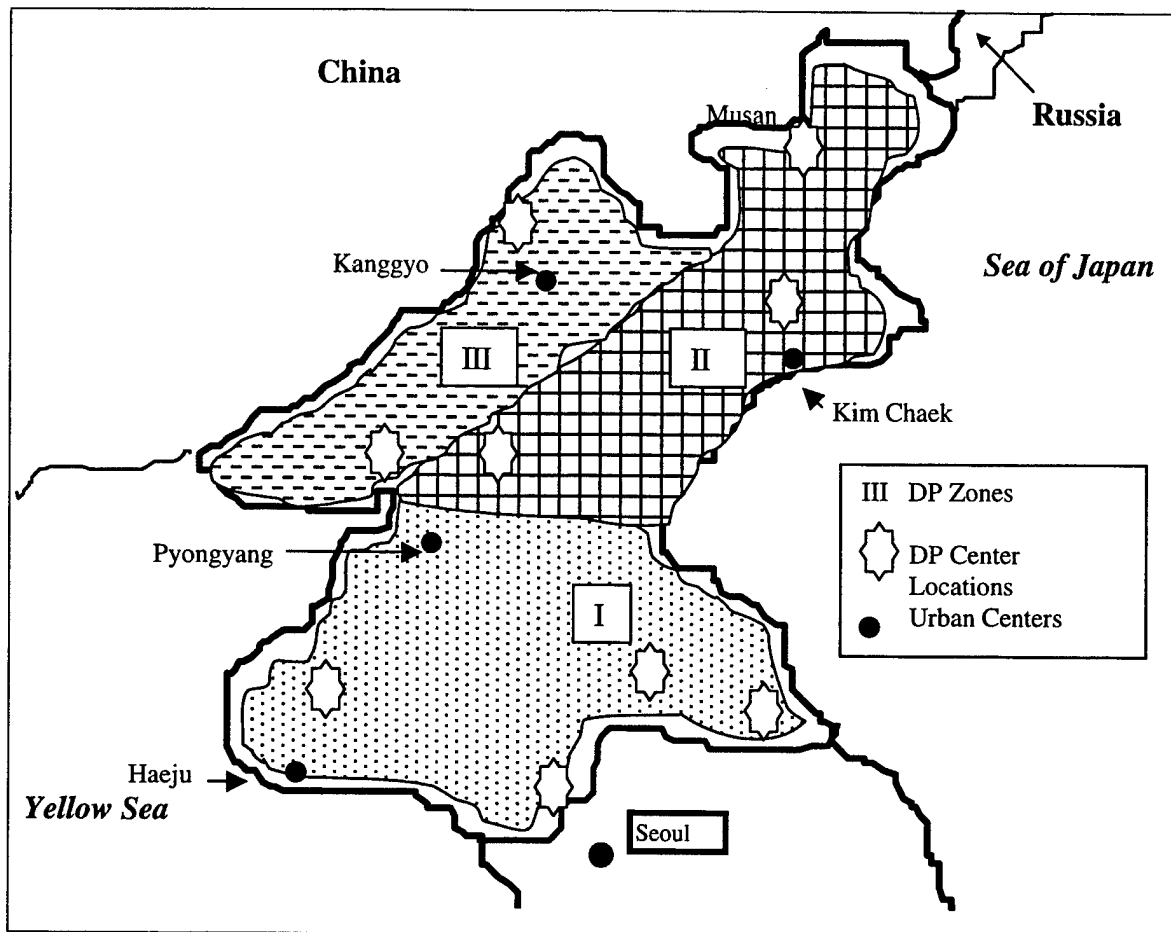 China
Russia
Musan
Kanggyo
Sea of Japan
III
II
Kim Chaek
III DP Zones
DP Center
Locations
Urban Centers
Pyongyang
I
Haeju
Yellow Sea
Seoul